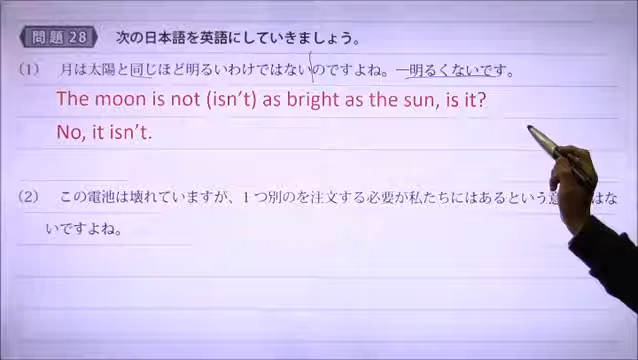 問題28 次の日本語を英語にしていきましょう。
(1) 月は太陽と同じほど明るいわけではないのですよね。―明るくないです。
The moon is not (isn't) as bright as the sun, is it?
No, it isn't.
(2) この電池は壊れていますが、1つ別のを注文する必要が私たちにはあるという はな
いですよね。